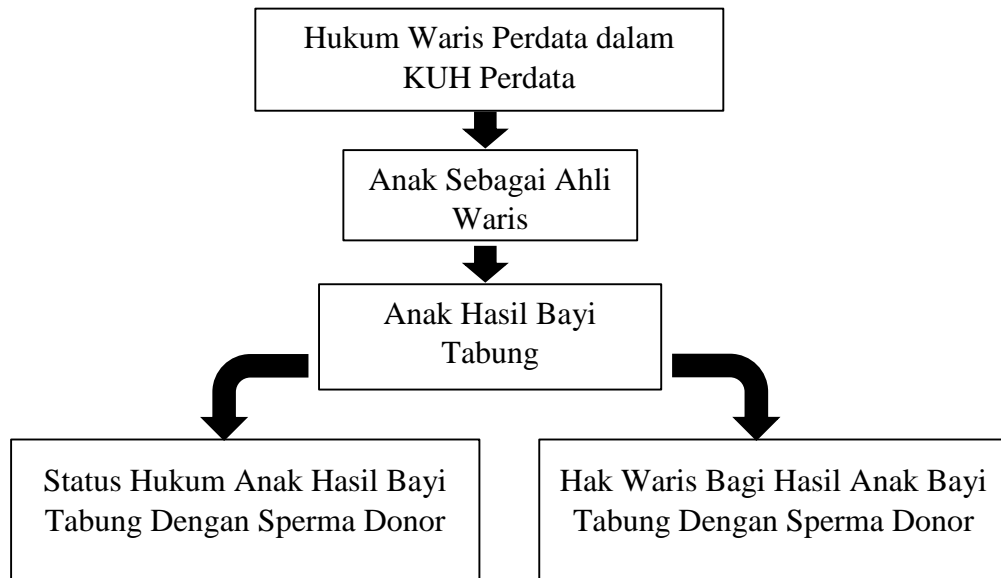 Hukum Waris Perdata dalam
KUH Perdata
Anak Sebagai Ahli
Waris
Anak Hasil Bayi
Tabung
Status Hukum Anak Hasil Bayi
Tabung Dengan Sperma Donor
Hak Waris Bagi Hasil Anak Bayi
Tabung Dengan Sperma Donor